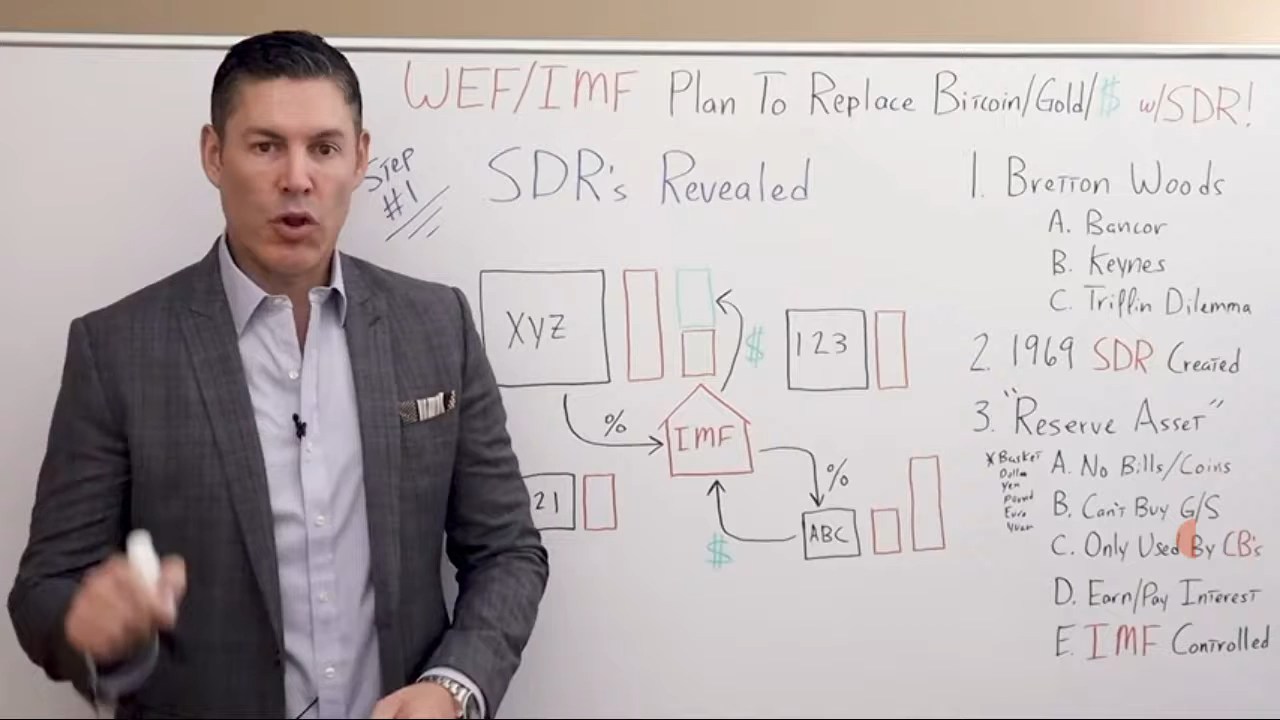 WEF/IMF Plan To Replace Bitcoin/Gold/$ w/SDR!
STEP
#1
SDR's Revealed
XYZ
%
IMF
$
123
21
$
%
ABC
1. Bretton Woods
A. Bancor
B. Keynes
C. Triffin Dilemma
2. 1969 SDR Created
3. "Reserve Asset"
* Basket
Dollar
Yen
Pound
Euro
Yuan
A. No Bills/Coins
B. Can't Buy G/S
C. Only Used By CB's
D. Earn/Pay Interest
E. IMF Controlled